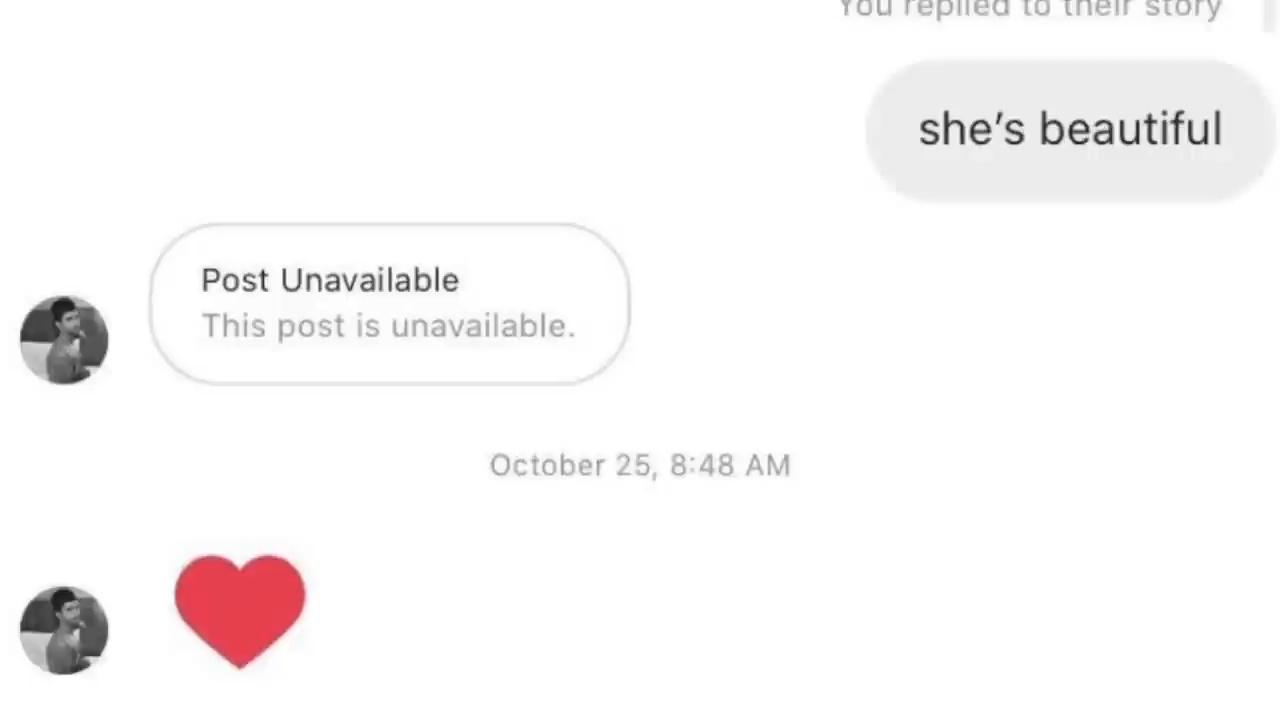 You replied to their story
she’s beautiful
Post Unavailable
This post is unavailable.
October 25, 8:48 AM